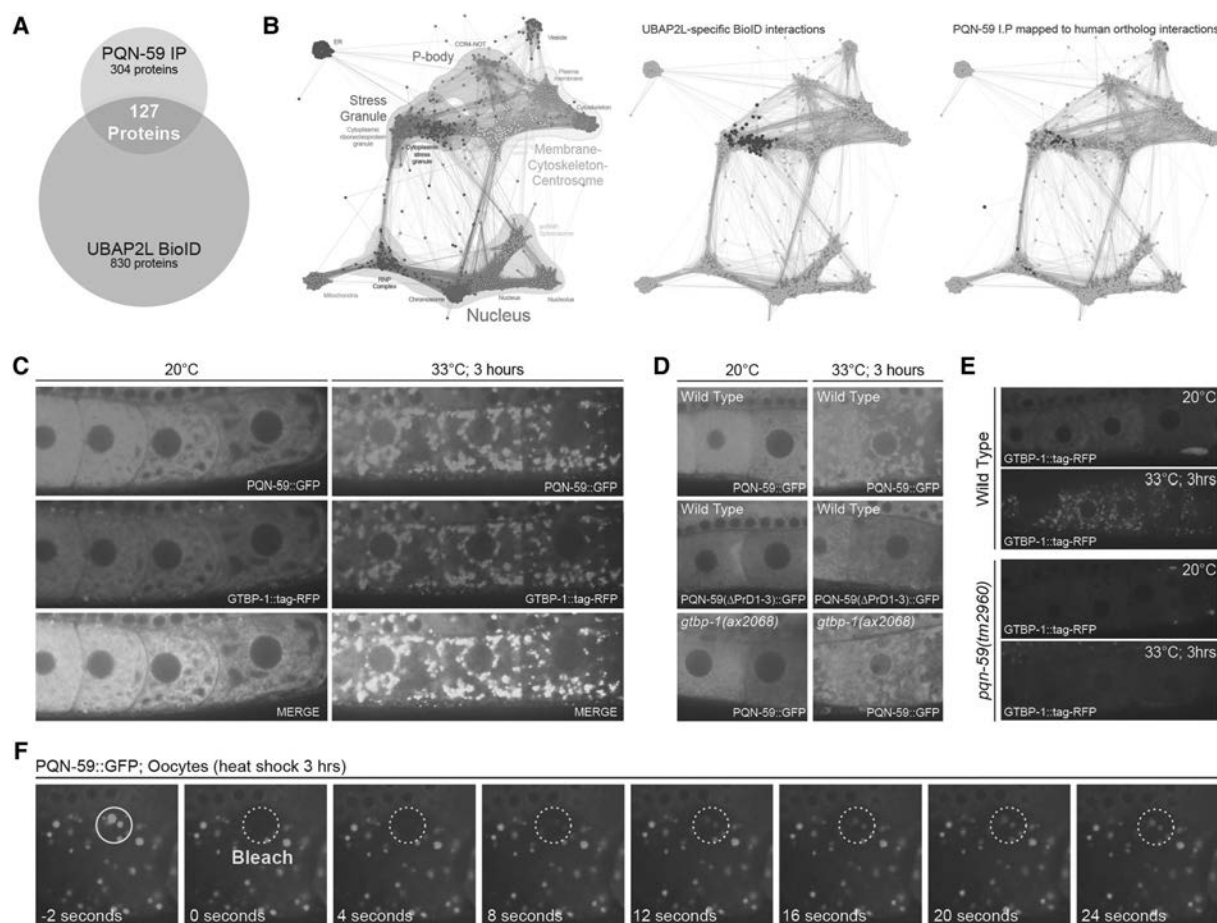 A
PQN-59 IP
304 proteins
127
Proteins
UBAP2L BioID
830 proteins
B
ER
CCR4-NOT
Vesicle
P-body
Plasma
membrane
Stress
Granule
Cytoskeleton
Cytoplasmic
ribonucleoprotein
granule
Cytoplasmic
stress
granule
Membrane-
Cytoskeleton-
Centrosome
RNP
Complex
Mitochondria
Chromosome
Nucleus
Nucleolus
Nucleus
UBAP2L-specific BioID interactions
PQN-59 I.P mapped to human ortholog interactions
C
20°C
33°C; 3 hours
PQN-59::GFP
PQN-59::GFP
GTBP-1::tag-RFP
GTBP-1::tag-RFP
MERGE
MERGE
D
20°C
33°C; 3 hours
Wild Type
Wild Type
PQN-59::GFP
PQN-59::GFP
Wild Type
Wild Type
PQN-59(ΔPrD1-3)::GFP
PQN-59(ΔPrD1-3)::GFP
gtbp-1(ax2068)
gtbp-1(ax2068)
PQN-59::GFP
PQN-59::GFP
E
Wild Type
20°C
GTBP-1::tag-RFP
33°C; 3hrs
GTBP-1::tag-RFP
pqn-59(tm2960)
20°C
GTBP-1::tag-RFP
33°C; 3hrs
GTBP-1::tag-RFP
F
PQN-59::GFP; Oocytes (heat shock 3 hrs)
Bleach
-2 seconds
0 seconds
4 seconds
8 seconds
12 seconds
16 seconds
20 seconds
24 seconds